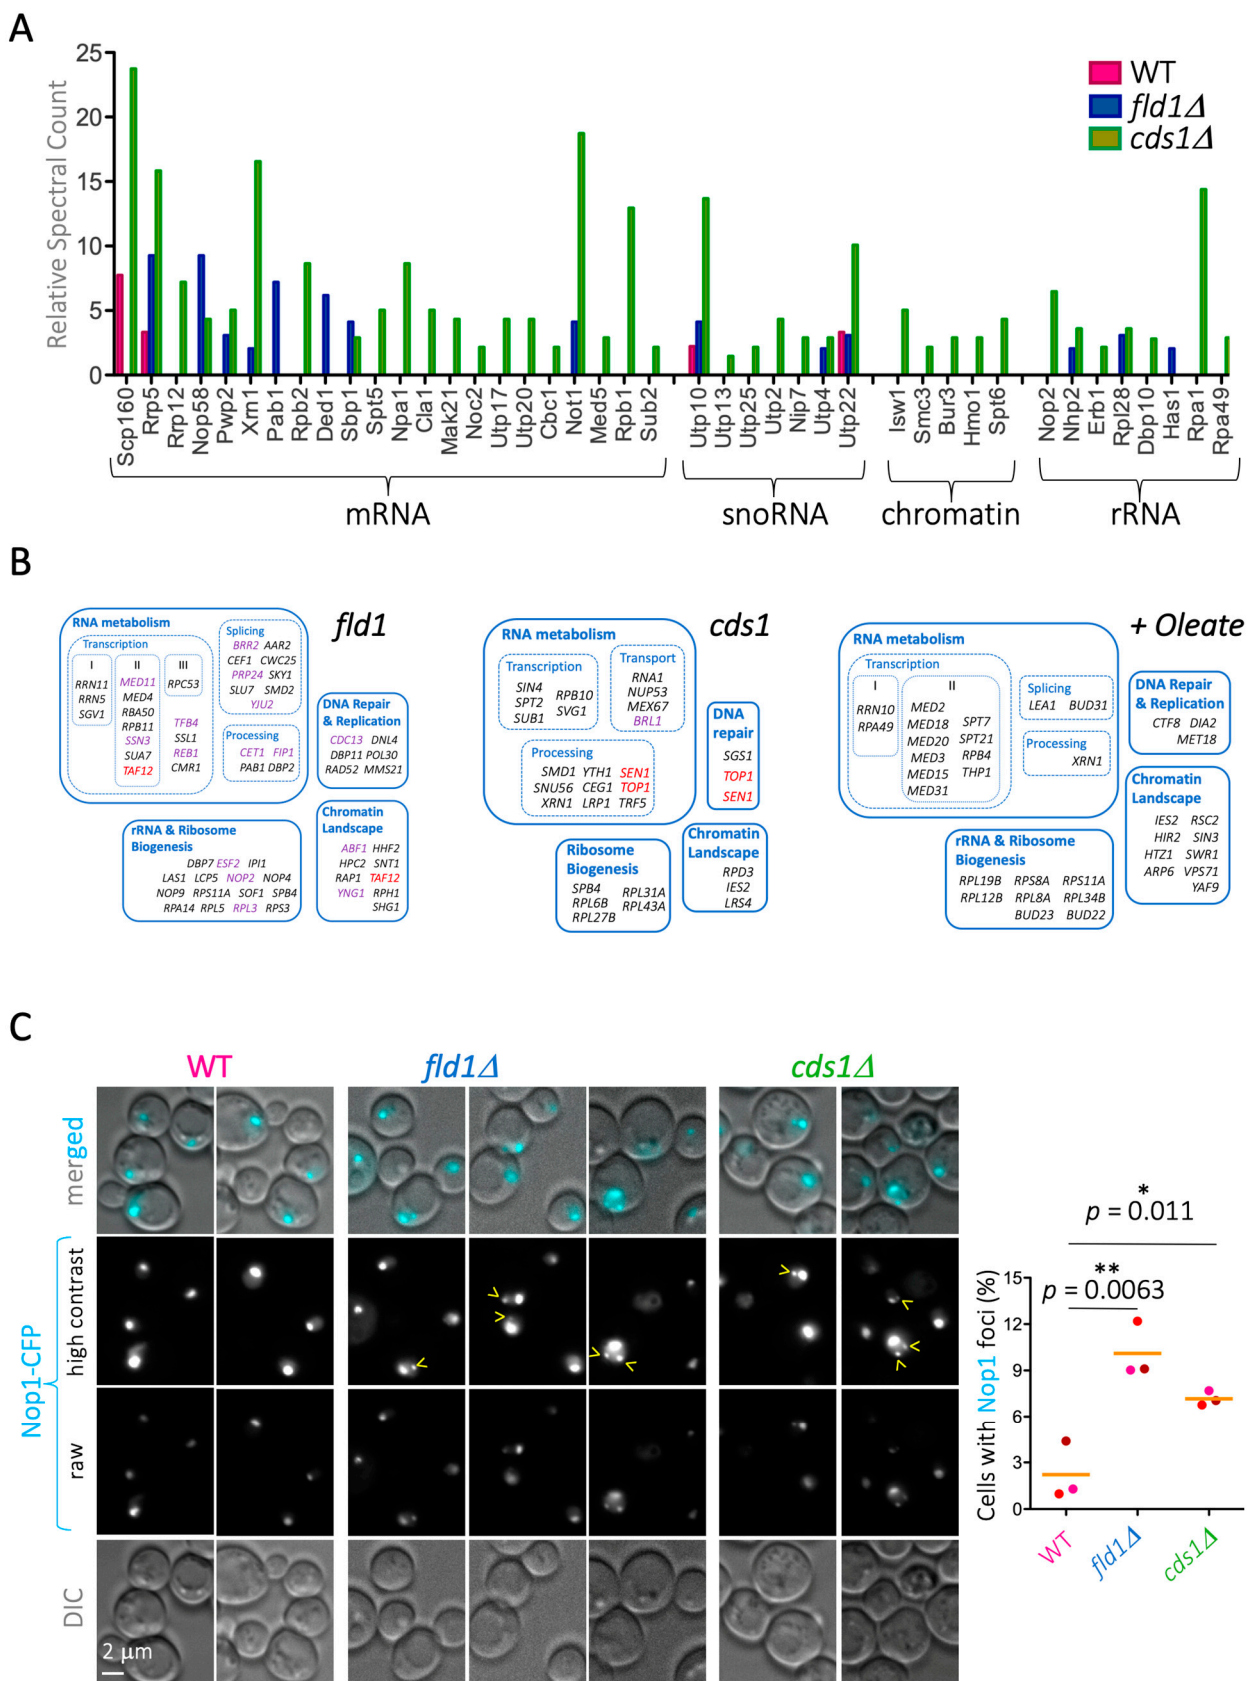 A
25
20
15
10
5
0
Relative Spectral Count
WT
fld1Δ
cds1Δ
Scp160
Rrp5
Rrp12
Nop58
Pwp2
Xrn1
Pab1
Rpb2
Ded1
Sbp1
Spt5
Npa1
Cla1
Mak21
Noc2
Utp17
Utp20
Cbc1
Not1
Med5
Rpb1
Sub2
Utp10
Utp13
Utp25
Utp2
Nip7
Utp4
Utp22
Isw1
Smc3
Bur3
Hmo1
Spt6
Nop2
Nhp2
Erb1
Rpl28
Dbp10
Has1
Rpa1
Rpa49
mRNA
snoRNA
chromatin
rRNA
B
fld1
RNA metabolism
Transcription
I
RRN11
RRN5
SGV1
II
MED11
MED4
RBA50
RPB11
SSN3
SUA7
TAF12
III
RPC53
TFB4
SSL1
REB1
CMR1
Splicing
BRR2 AAR2
CEF1 CWC25
PRP24 SKY1
SLU7 SMD2
YJU2
Processing
CET1 FIP1
PAB1 DBP2
DNA Repair
& Replication
CDC13 DNL4
DBP11 POL30
RAD52 MMS21
rRNA & Ribosome
Biogenesis
DBP7 ESF2 IPI1
LAS1 LCP5 NOP2 NOP4
NOP9 RPS11A SOF1 SPB4
RPA14 RPL5 RPL3 RPS3
Chromatin
Landscape
ABF1 HHF2
HPC2 SNT1
RAP1 TAF12
YNG1 RPH1
SHG1
cds1
RNA metabolism
Transcription
SIN4
SPT2
SUB1
RPB10
SVG1
Transport
RNA1
NUP53
MEX67
BRL1
Processing
SMD1 YTH1 SEN1
SNU56 CEG1 TOP1
XRN1 LRP1 TRF5
DNA
repair
SGS1
TOP1
SEN1
Ribosome
Biogenesis
SPB4
RPL6B
RPL27B
RPL31A
RPL43A
Chromatin
Landscape
RPD3
IES2
LRS4
+ Oleate
RNA metabolism
Transcription
I
RRN10
RPA49
II
MED2
MED18
MED20
MED3
MED15
MED31
SPT7
SPT21
RPB4
THP1
Splicing
LEA1 BUD31
Processing
XRN1
DNA Repair
& Replication
CTF8 DIA2
MET18
Chromatin
Landscape
IES2 RSC2
HIR2 SIN3
HTZ1 SWR1
ARP6 VPS71
YAF9
rRNA & Ribosome
Biogenesis
RPL19B RPS8A RPS11A
RPL12B RPL8A RPL34B
BUD23 BUD22
C
WT
fld1Δ
cds1Δ
merged
Nop1-CFP
high contrast
raw
DIC
2 μm
*
p = 0.011
**
p = 0.0063
Cells with Nop1 foci (%)
15
12
9
6
3
0
WT
fld1Δ
cds1Δ